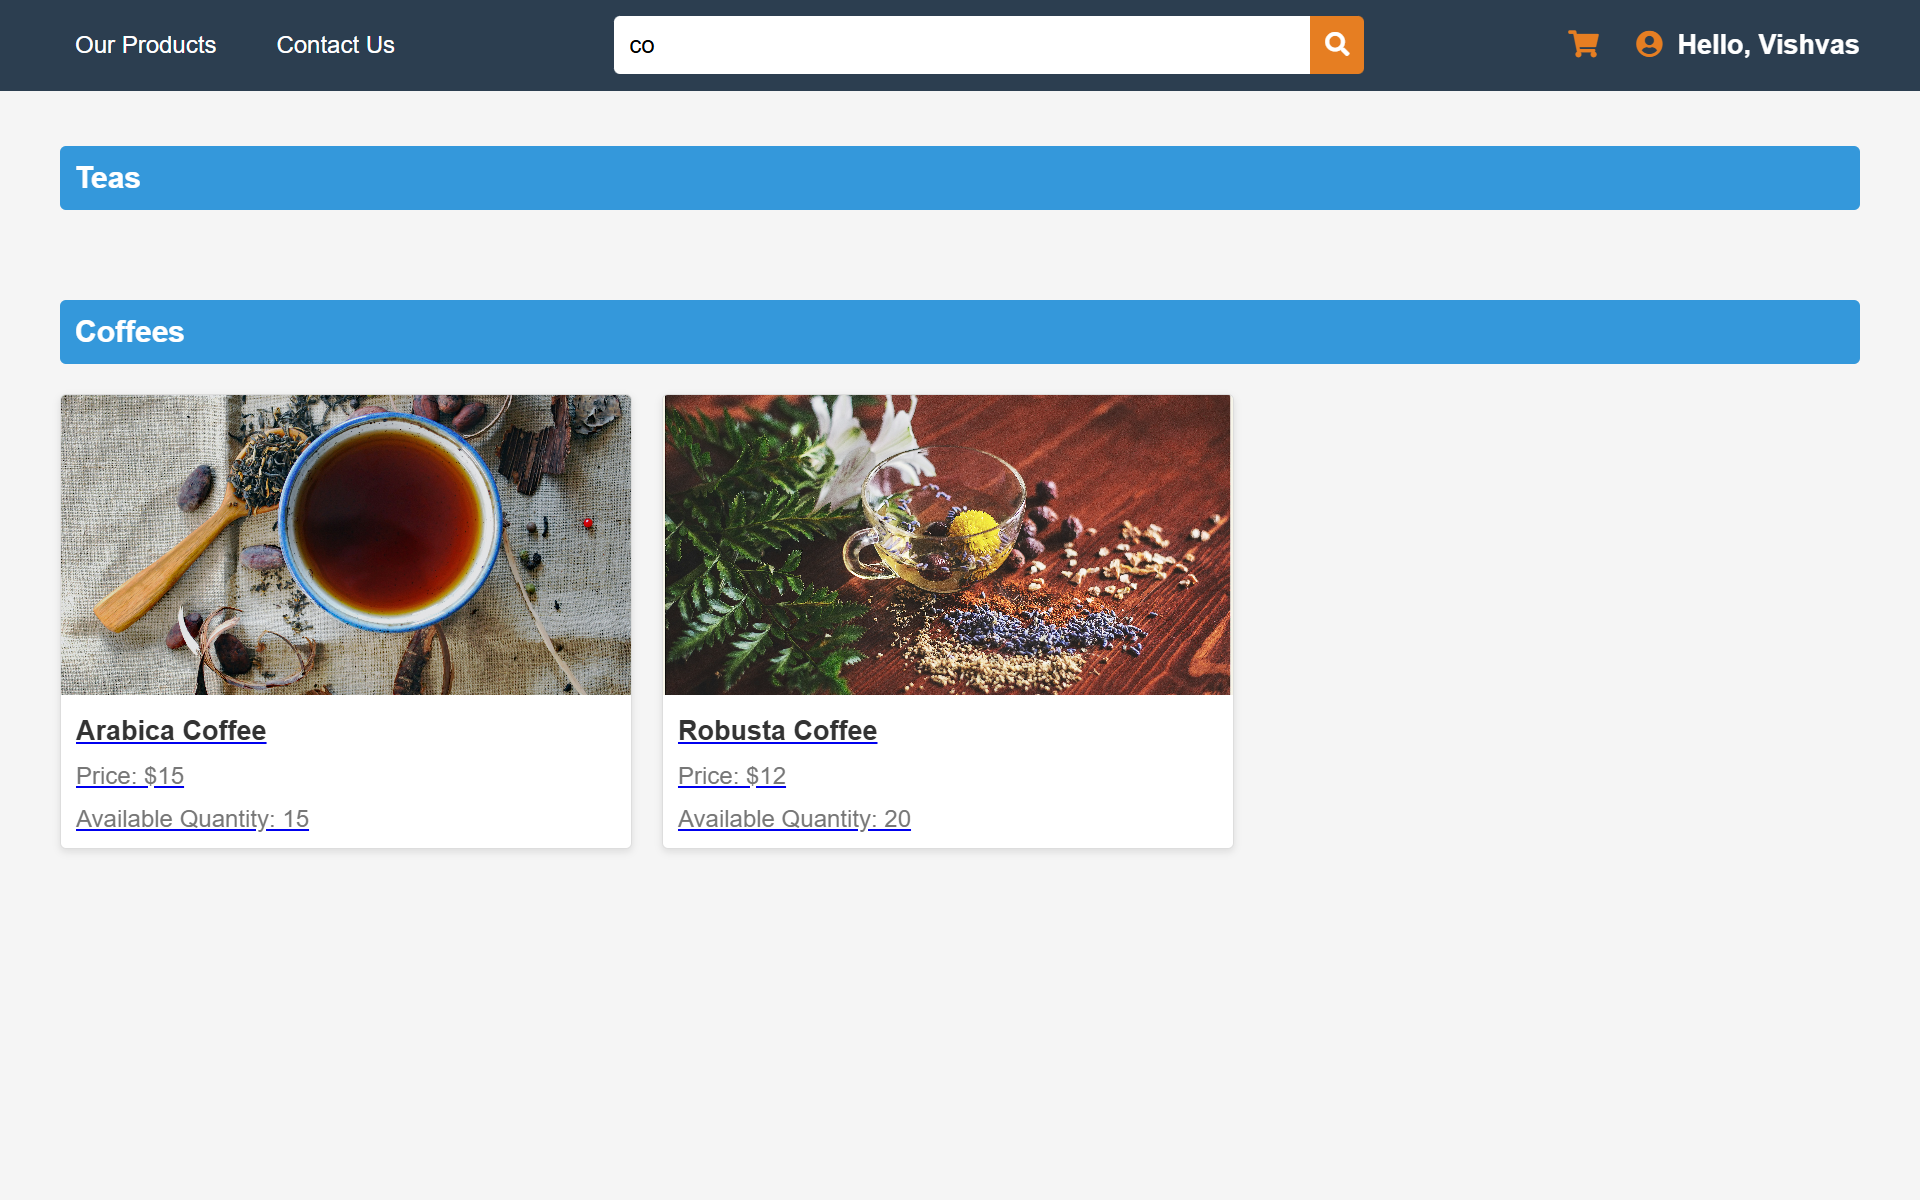 Our Products
Contact Us
co
Hello, Vishvas
Teas
Coffees
Arabica Coffee
Price: $15
Available Quantity: 15
Robusta Coffee
Price: $12
Available Quantity: 20